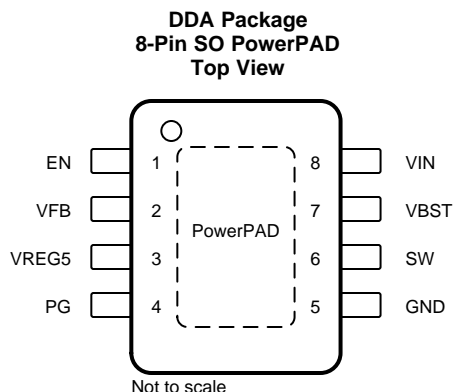 DDA Package
8-Pin SO PowerPAD
Top View
EN 1 8 VIN
VFB 2 7 VBST
PowerPAD
VREG5 3 6 SW
PG 4 5 GND
Not to scale